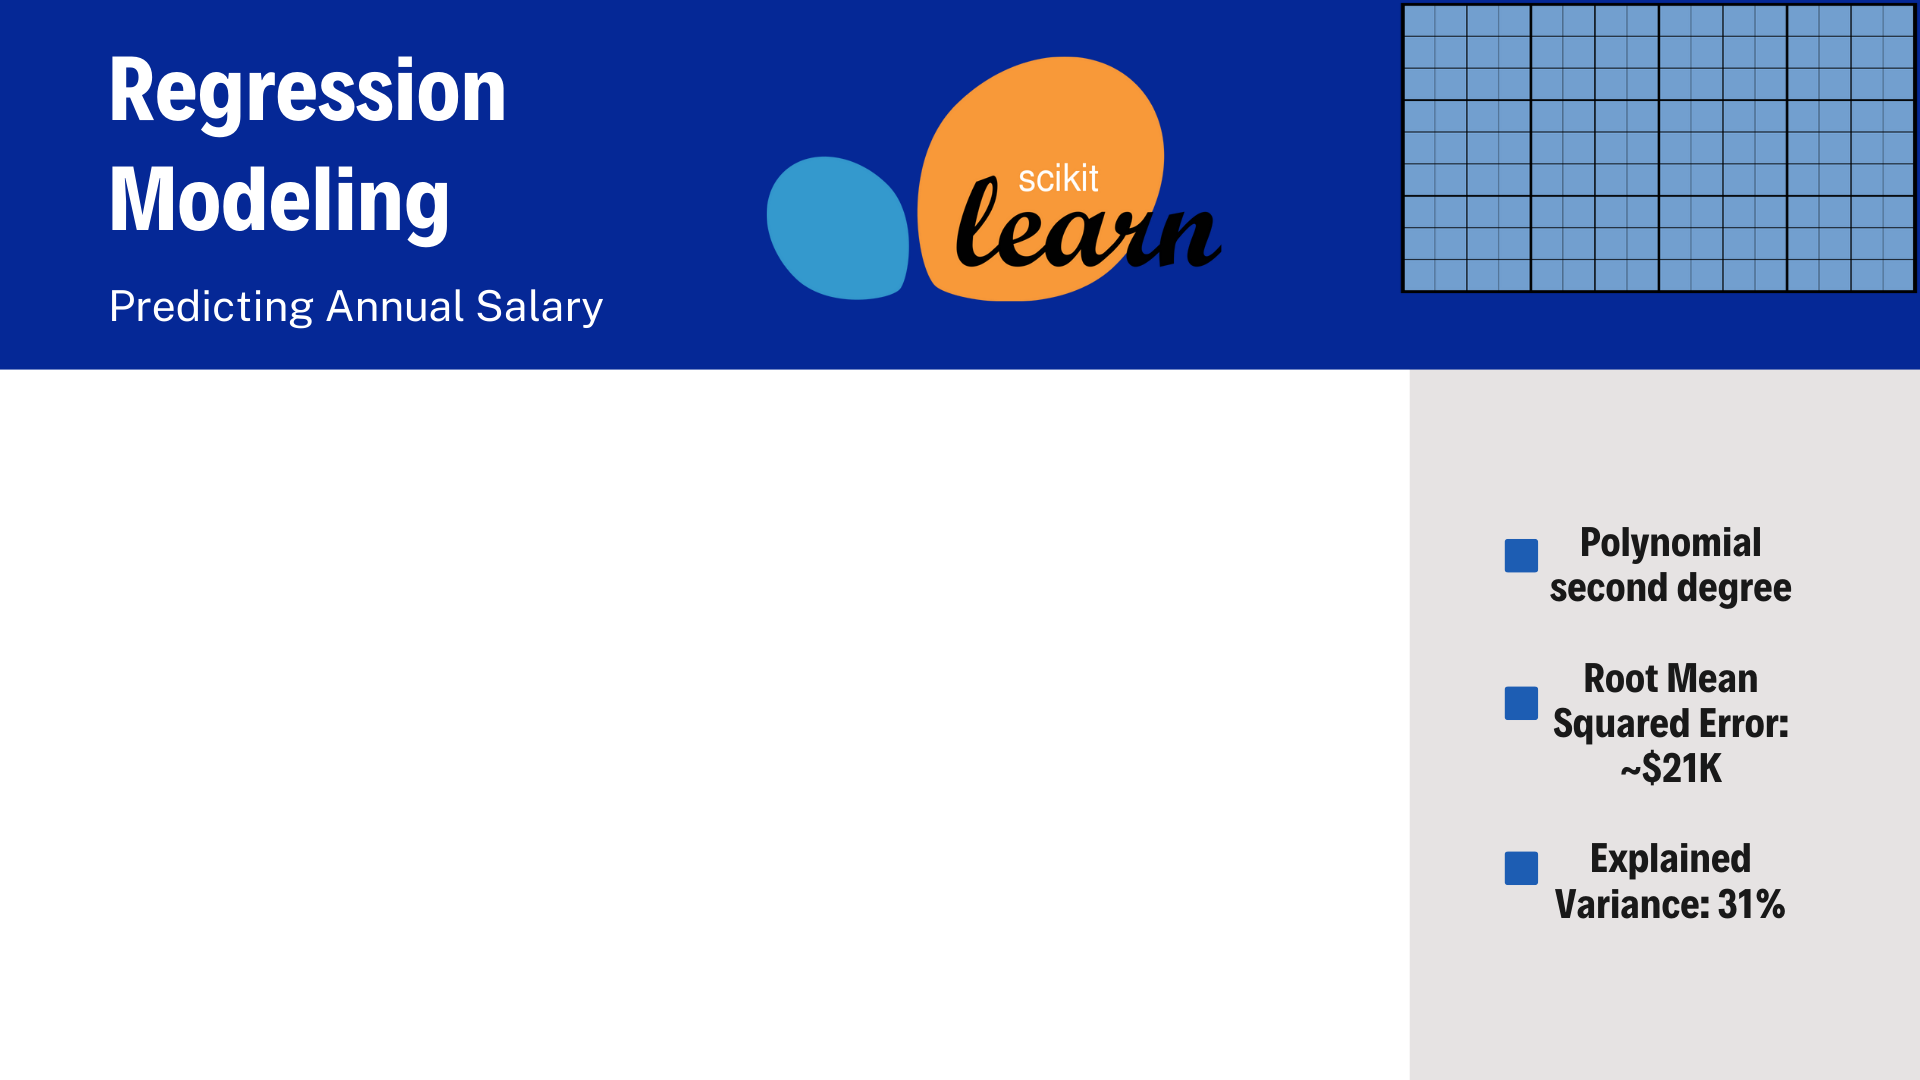 Regression
Modeling
Predicting Annual Salary
scikit
learn
Polynomial
second degree
Root Mean
Squared Error:
~$21K
Explained
Variance: 31%